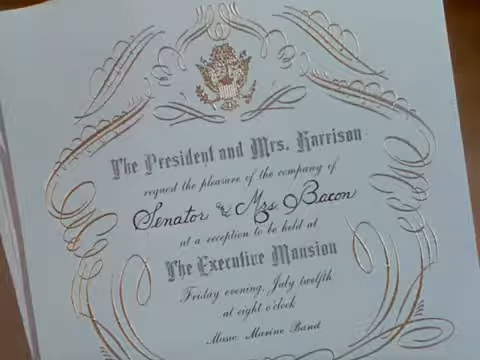 The President and Mrs. Harrison
request the pleasure of the company of
Senator & Mrs Bacon
at a reception to be held at
The Executive Mansion
Friday evening, July twelfth
at eight o'clock
Music, Marine Band